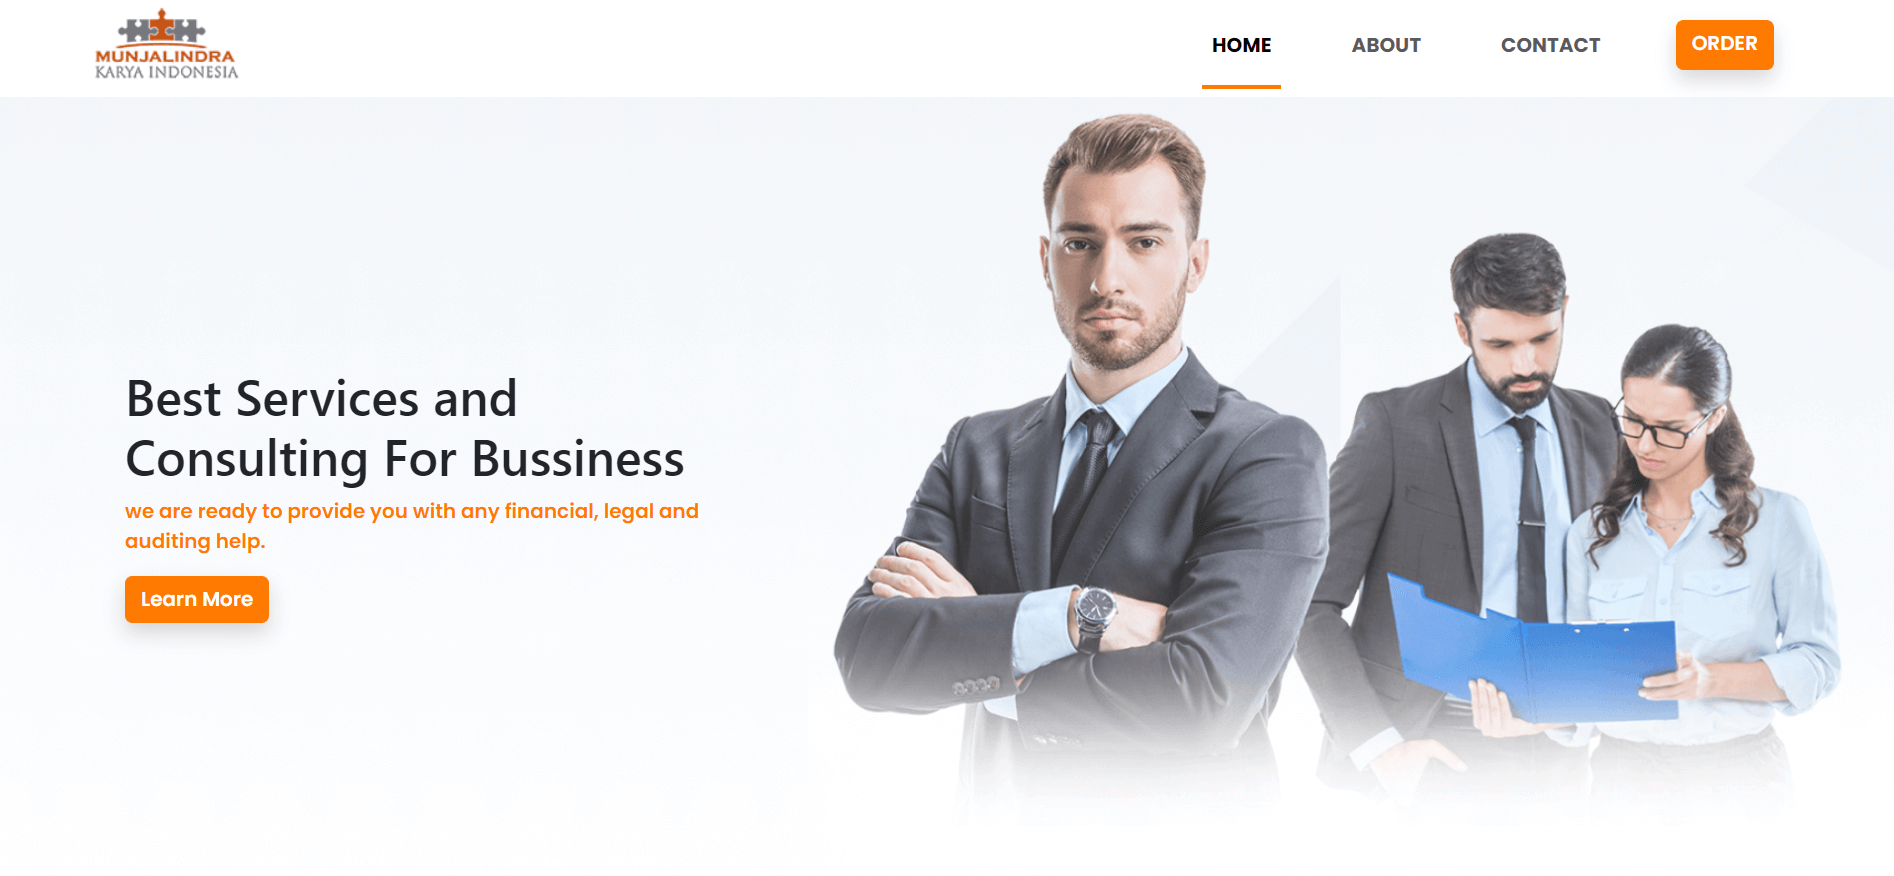 MUNJALINDRA
KARYA INDONESIA
HOME
ABOUT
CONTACT
ORDER
Best Services and
Consulting For Bussiness
we are ready to provide you with any financial, legal and
auditing help.
Learn More